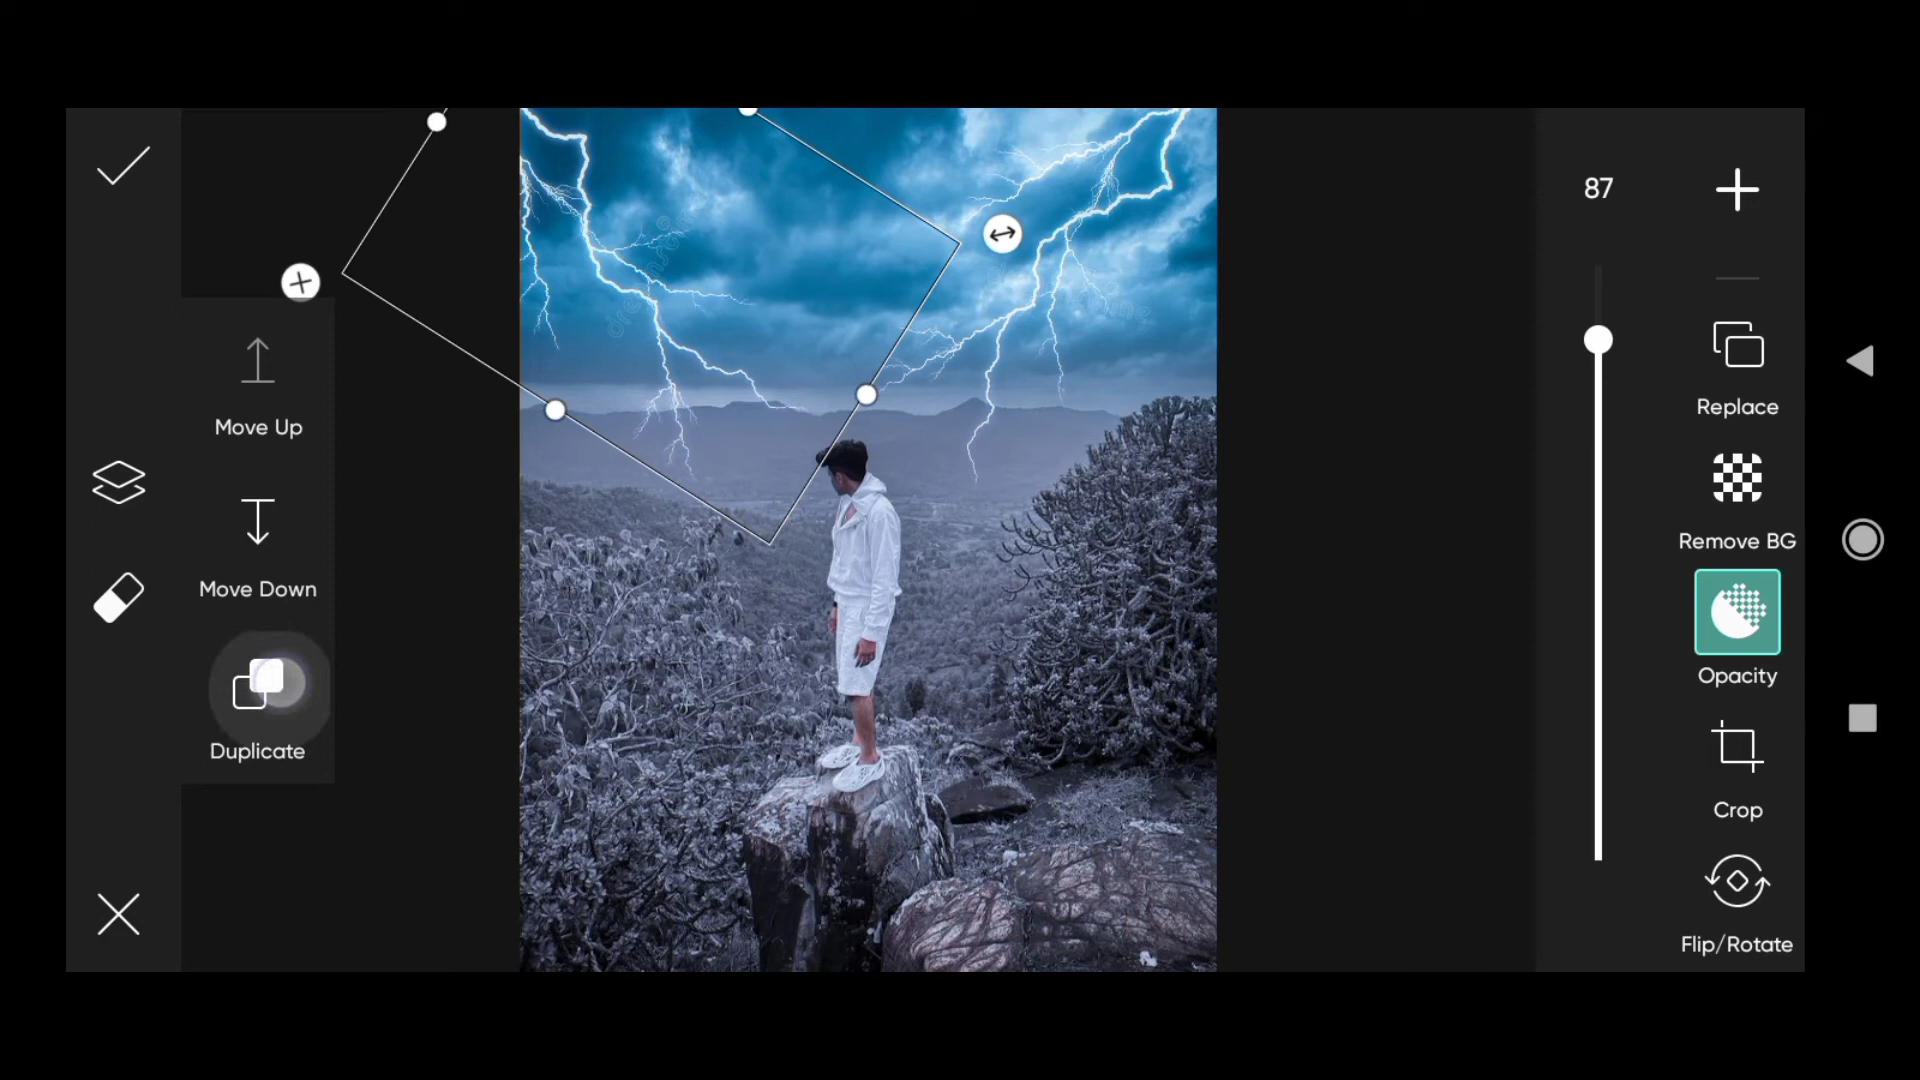 87
Move Up
Replace
Move Down
Remove BG
Duplicate
Opacity
Crop
Flip/Rotate